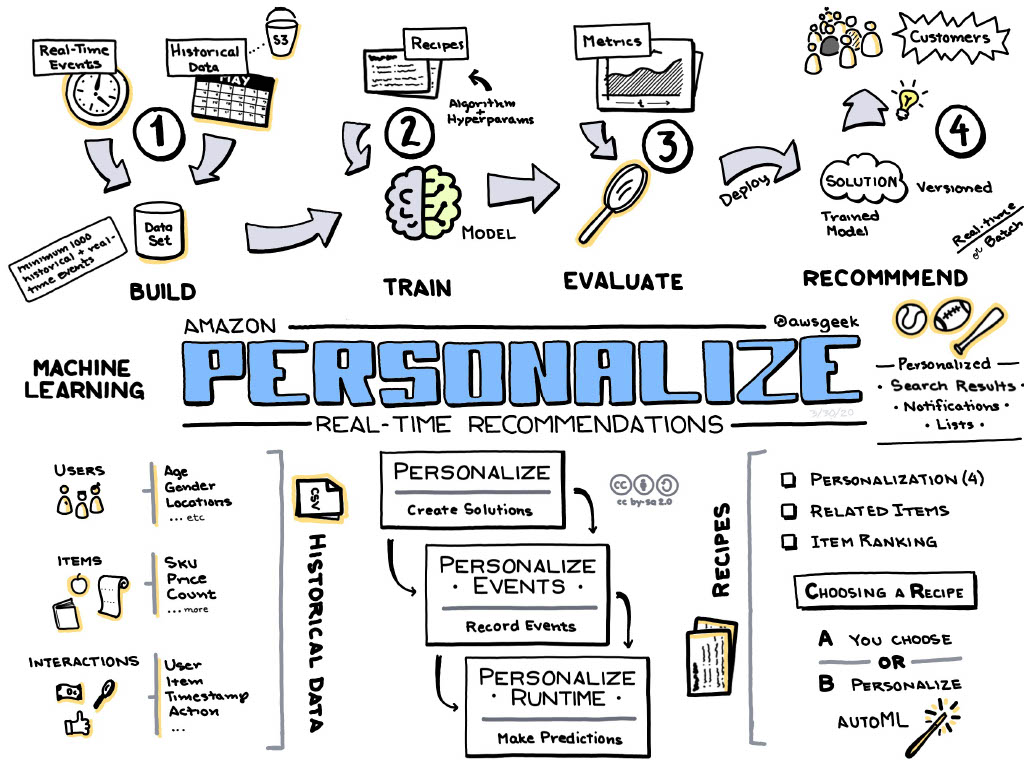 Real-Time
Events
Historical
Data
S3
MAY
1
Data
Set
minimum 1000
historical + real-
time events
BUILD
Recipes
Algorithm
+
Hyperparams
2
MODEL
TRAIN
Metrics
t
3
EVALUATE
Deploy
Customers
4
SOLUTION
Versioned
Trained
Model
Real-time
or Batch
RECOMMMEND
AMAZON
@awsgeek
PERSONALIZE
3/30/20
REAL-TIME RECOMMENDATIONS
MACHINE
LEARNING
Personalized
• Search Results •
• Notifications •
• Lists •
USERS
Age
Gender
Locations
... etc
ITEMS
SKU
Price
Count
... more
INTERACTIONS
User
Item
Timestamp
Action
...
CSV
HISTORICAL DATA
PERSONALIZE
Create Solutions
PERSONALIZE
• EVENTS •
Record Events
PERSONALIZE
• RUNTIME •
Make Predictions
cc
cc by-sa 2.0
RECIPES
PERSONALIZATION (4)
RELATED ITEMS
ITEM RANKING
CHOOSING A RECIPE
A YOU CHOOSE
OR
B PERSONALIZE
AUTOML